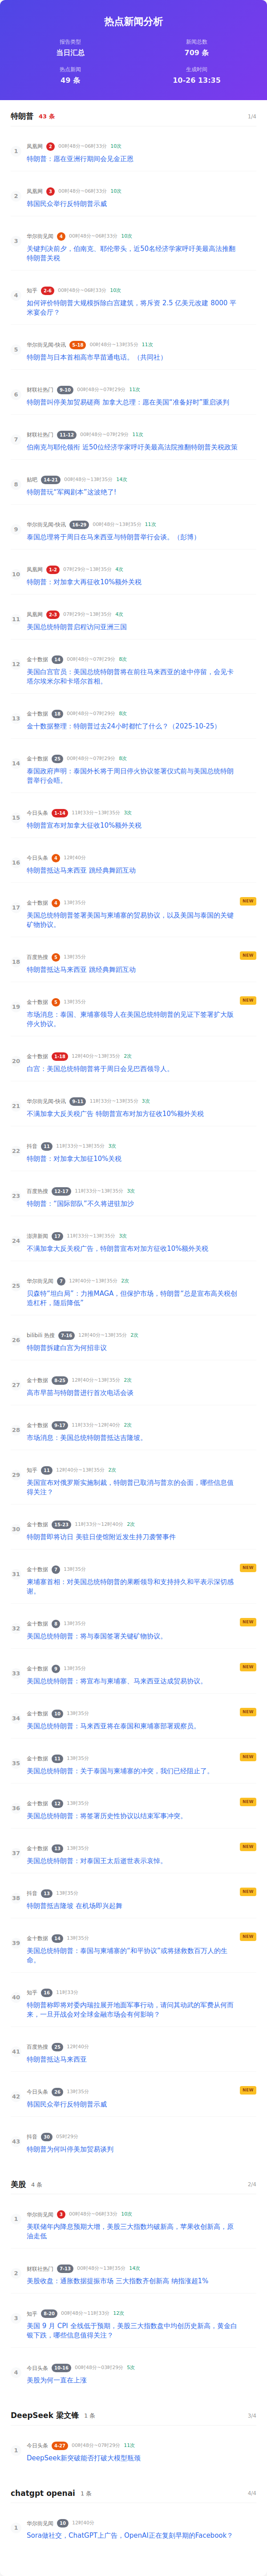 热点新闻分析
报告类型
当日汇总
新闻总数
709 条
热点新闻
49 条
生成时间
10-26 13:35
特朗普 43 条 1/4
1
凤凰网 2 00时48分~06时33分 10次
特朗普：愿在亚洲行期间会见金正恩
2
凤凰网 3 00时48分~06时33分 10次
韩国民众举行反特朗普示威
3
华尔街见闻 4 00时48分~06时33分 10次
关键判决前夕，伯南克、耶伦带头，近50名经济学家呼吁美最高法推翻
特朗普关税
4
知乎 2-6 00时48分~06时33分 10次
如何评价特朗普大规模拆除白宫建筑，将斥资 2.5 亿美元改建 8000 平
米宴会厅？
5
华尔街见闻-快讯 5-18 00时48分~13时35分 11次
特朗普与日本首相高市早苗通电话。（共同社）
6
财联社热门 9-10 00时48分~07时29分 11次
特朗普叫停美加贸易磋商 加拿大总理：愿在美国“准备好时”重启谈判
7
财联社热门 11-12 00时48分~07时29分 11次
伯南克与耶伦领衔 近50位经济学家呼吁美最高法院推翻特朗普关税政策
8
贴吧 14-21 00时48分~13时35分 14次
特朗普玩“军阀剧本”这波绝了!
9
华尔街见闻-快讯 16-29 00时48分~13时35分 11次
泰国总理将于周日在马来西亚与特朗普举行会谈。（彭博）
10
凤凰网 1-2 07时29分~13时35分 4次
特朗普：对加拿大再征收10%额外关税
11
凤凰网 2-3 07时29分~13时35分 4次
美国总统特朗普启程访问亚洲三国
12
金十数据 14 00时48分~07时29分 8次
美国白宫官员：美国总统特朗普将在前往马来西亚的途中停留，会见卡
塔尔埃米尔和卡塔尔首相。
13
金十数据 18 00时48分~07时29分 8次
金十数据整理：特朗普过去24小时都忙了什么？（2025-10-25）
14
金十数据 25 00时48分~07时29分 8次
泰国政府声明：泰国外长将于周日停火协议签署仪式前与美国总统特朗
普举行会晤。
15
今日头条 1-14 11时33分~13时35分 3次
特朗普宣布对加拿大征收10%额外关税
16
今日头条 4 12时40分
特朗普抵达马来西亚 跳经典舞蹈互动
17
金十数据 4 13时35分 NEW
美国总统特朗普签署美国与柬埔寨的贸易协议，以及美国与泰国的关键
矿物协议。
18
百度热搜 5 13时35分 NEW
特朗普抵达马来西亚 跳经典舞蹈互动
19
金十数据 5 13时35分 NEW
市场消息：泰国、柬埔寨领导人在美国总统特朗普的见证下签署扩大版
停火协议。
20
金十数据 1-18 12时40分~13时35分 2次
白宫：美国总统特朗普将于周日会见巴西领导人。
21
华尔街见闻-快讯 9-11 11时33分~13时35分 3次
不满加拿大反关税广告 特朗普宣布对加方征收10%额外关税
22
抖音 11 11时33分~13时35分 3次
特朗普：对加拿大加征10%关税
23
百度热搜 12-17 11时33分~13时35分 3次
特朗普：“国际部队”不久将进驻加沙
24
澎湃新闻 17 11时33分~13时35分 3次
不满加拿大反关税广告，特朗普宣布对加方征收10%额外关税
25
华尔街见闻 7 12时40分~13时35分 2次
贝森特“坦白局”：力推MAGA，但保护市场，特朗普“总是宣布高关税创
造杠杆，随后降低”
26
bilibili 热搜 7-16 12时40分~13时35分 2次
特朗普拆建白宫为何招非议
27
金十数据 8-25 12时40分~13时35分 2次
高市早苗与特朗普进行首次电话会谈
28
金十数据 9-17 11时33分~12时40分 2次
市场消息：美国总统特朗普抵达吉隆坡。
29
知乎 11 12时40分~13时35分 2次
美国宣布对俄罗斯实施制裁，特朗普已取消与普京的会面，哪些信息值
得关注？
30
金十数据 15-23 11时33分~12时40分 2次
特朗普即将访日 美驻日使馆附近发生持刀袭警事件
31
金十数据 7 13时35分 NEW
柬埔寨首相：对美国总统特朗普的果断领导和支持持久和平表示深切感
谢。
32
金十数据 8 13时35分 NEW
美国总统特朗普：将与泰国签署关键矿物协议。
33
金十数据 9 13时35分 NEW
美国总统特朗普：将宣布与柬埔寨、马来西亚达成贸易协议。
34
金十数据 10 13时35分 NEW
美国总统特朗普：马来西亚将在泰国和柬埔寨部署观察员。
35
金十数据 11 13时35分 NEW
美国总统特朗普：关于泰国与柬埔寨的冲突，我们已经阻止了。
36
金十数据 12 13时35分 NEW
美国总统特朗普：将签署历史性协议以结束军事冲突。
37
金十数据 13 13时35分 NEW
美国总统特朗普：对泰国王太后逝世表示哀悼。
38
抖音 13 13时35分 NEW
特朗普抵吉隆坡 在机场即兴起舞
39
金十数据 14 13时35分 NEW
美国总统特朗普：泰国与柬埔寨的“和平协议”或将拯救数百万人的生
命。
40
知乎 16 11时33分
特朗普称即将对委内瑞拉展开地面军事行动，请问其动武的军费从何而
来，一旦开战会对全球金融市场会有何影响？
41
百度热搜 25 12时40分
特朗普抵达马来西亚
42
今日头条 26 13时35分 NEW
韩国民众举行反特朗普示威
43
抖音 30 05时29分
特朗普为何叫停美加贸易谈判
美股 4 条 2/4
1
华尔街见闻 3 00时48分~06时33分 10次
美联储年内降息预期大增，美股三大指数均破新高，苹果收创新高，原
油走低
2
财联社热门 7-13 00时48分~13时35分 14次
美股收盘：通胀数据提振市场 三大指数齐创新高 纳指涨超1%
3
知乎 8-20 00时48分~11时33分 12次
美国 9 月 CPI 全线低于预期，美股三大指数盘中均创历史新高，黄金白
银下跌，哪些信息值得关注？
4
今日头条 10-16 00时48分~03时29分 5次
美股为何一直在上涨
DeepSeek 梁文锋 1 条 3/4
1
今日头条 4-27 00时48分~07时29分 11次
DeepSeek新突破能否打破大模型瓶颈
chatgpt openai 1 条 4/4
1
华尔街见闻 10 12时40分
Sora做社交，ChatGPT上广告，OpenAI正在复刻早期的Facebook？